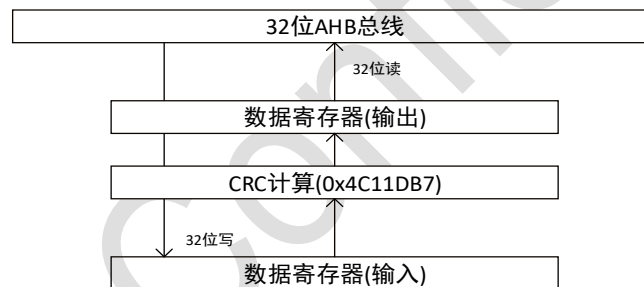 32位AHB总线
32位读
数据寄存器(输出)
CRC计算(0x4C11DB7)
32位写
数据寄存器(输入)